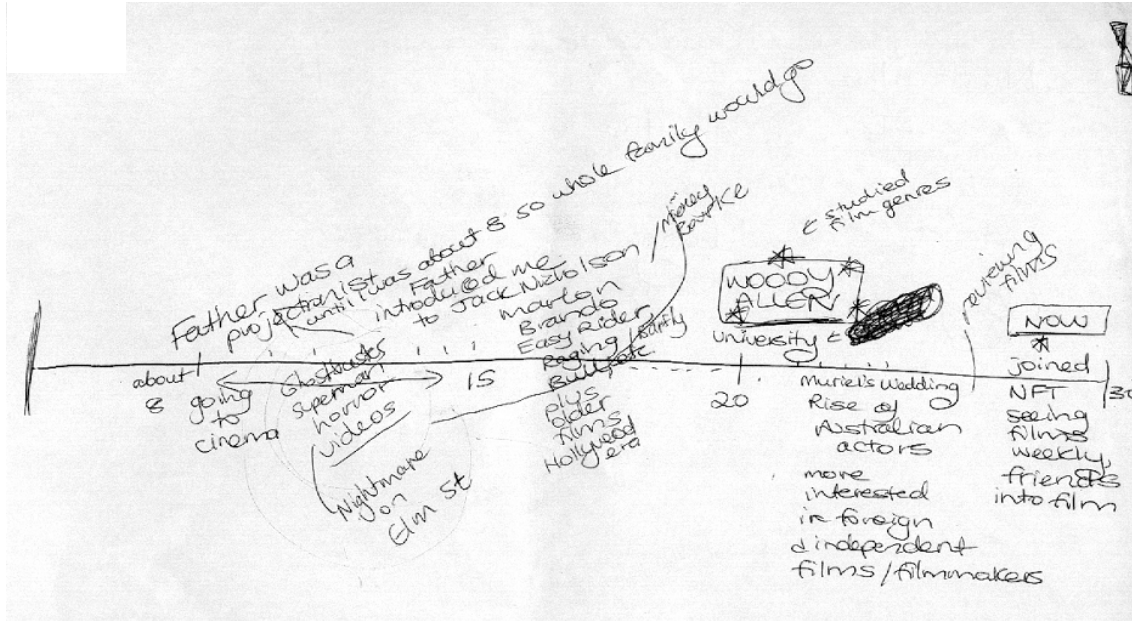 Father was a
projectionist
until I was about 8 so whole family would go
Father
introduced me
to Jack Nicholson
Marlon
Brando
Easy Rider
Raging
Bull
plus
older
films
Hollywood
era
Mickey
about
8
going
to
cinema
Ghostbusters
Superman
horror
videos
Nightmare
on
Elm St
15
studied
film genres
WOODY
ALLEN
University
20
Muriel's Wedding
Rise of
Australian
actors
more
interested
in foreign
& independent
films/filmmakers
reviewing
films
NOW
joined
NFT
seeing
films
weekly,
friends
into film
30